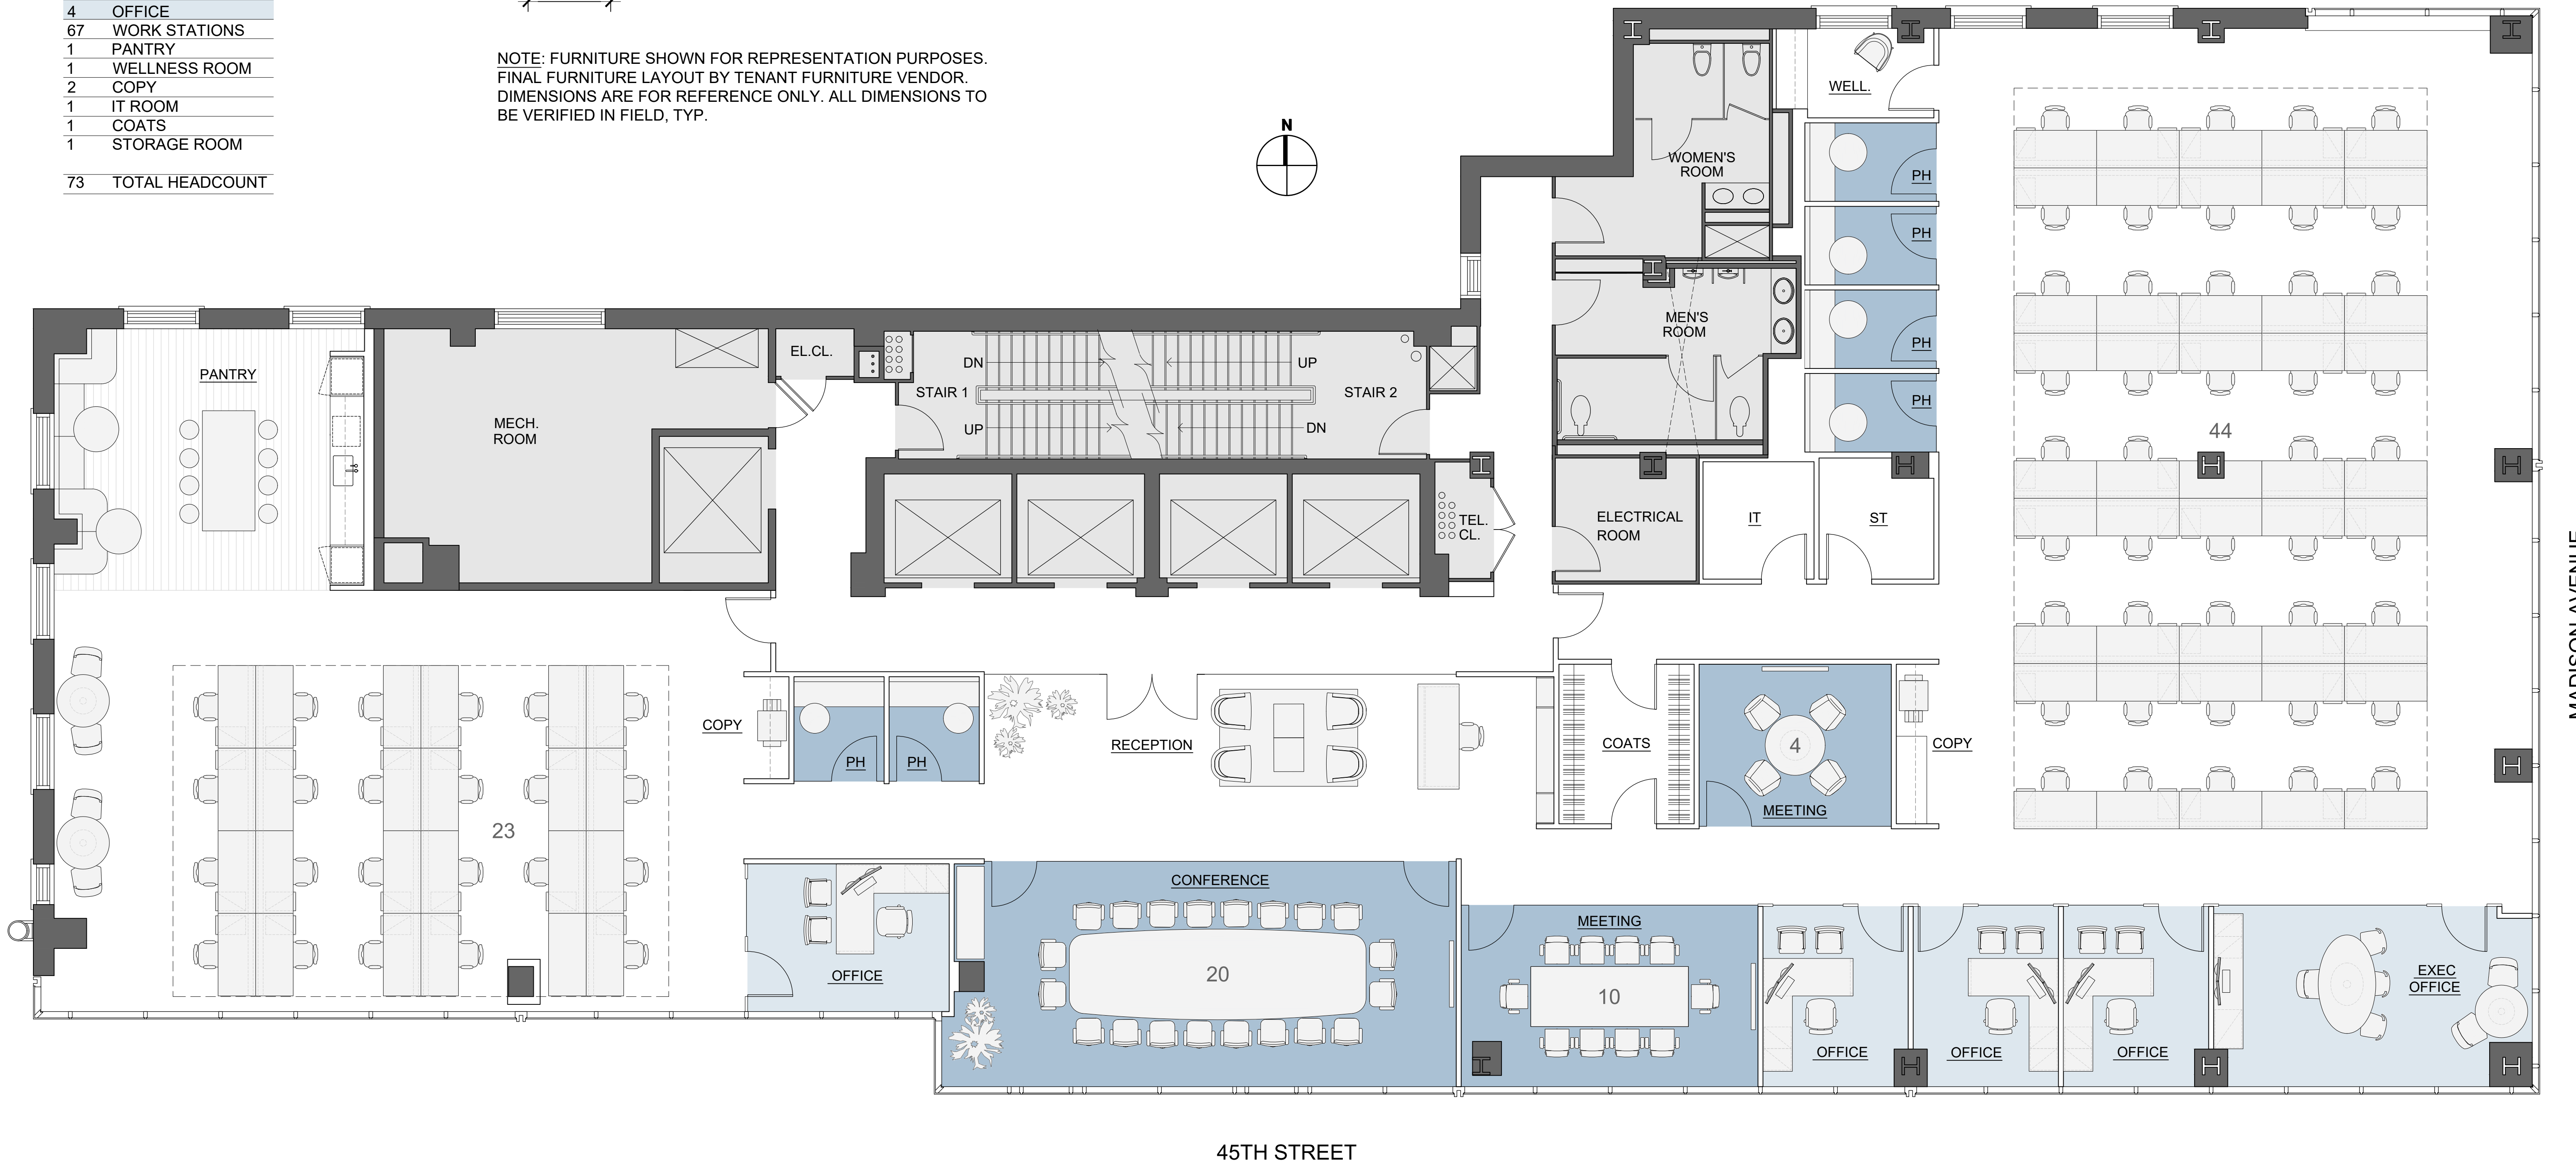 4 OFFICE
67 WORK STATIONS
1 PANTRY
1 WELLNESS ROOM
2 COPY
1 IT ROOM
1 COATS
1 STORAGE ROOM
73 TOTAL HEADCOUNT
NOTE: FURNITURE SHOWN FOR REPRESENTATION PURPOSES.
FINAL FURNITURE LAYOUT BY TENANT FURNITURE VENDOR.
DIMENSIONS ARE FOR REFERENCE ONLY. ALL DIMENSIONS TO
BE VERIFIED IN FIELD, TYP.
N
WELL.
WOMEN'S
ROOM
PH
PH
PH
PH
MEN'S
ROOM
EL.CL.
DN
UP
STAIR 1
STAIR 2
UP
DN
PANTRY
MECH.
ROOM
44
TEL.
CL.
ELECTRICAL
ROOM
IT
ST
MADISON AVENUE
COPY
PH
PH
RECEPTION
COATS
4
MEETING
COPY
23
OFFICE
CONFERENCE
20
MEETING
10
OFFICE
OFFICE
OFFICE
EXEC
OFFICE
45TH STREET